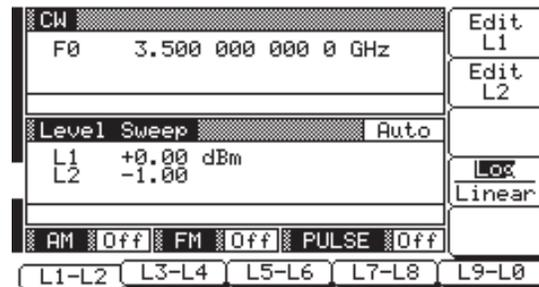 CW
F0 3.500 000 000 0 GHz
Level Sweep Auto
L1 +0.00 dBm
L2 -1.00
AM Off FM Off PULSE Off
Edit
L1
Edit
L2
Log
Linear
L1-L2 L3-L4 L5-L6 L7-L8 L9-L0